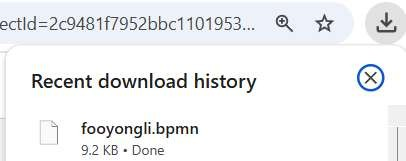 ectId=2c9481f7952bbc1101953...
Recent download history
fooyongli.bpmn
9.2 KB • Done